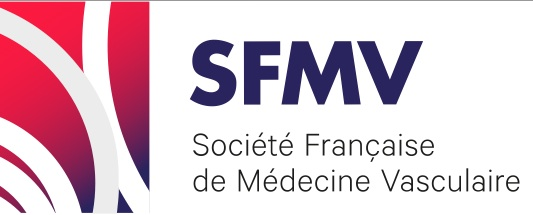 SFMV
Société Française
de Médecine Vasculaire